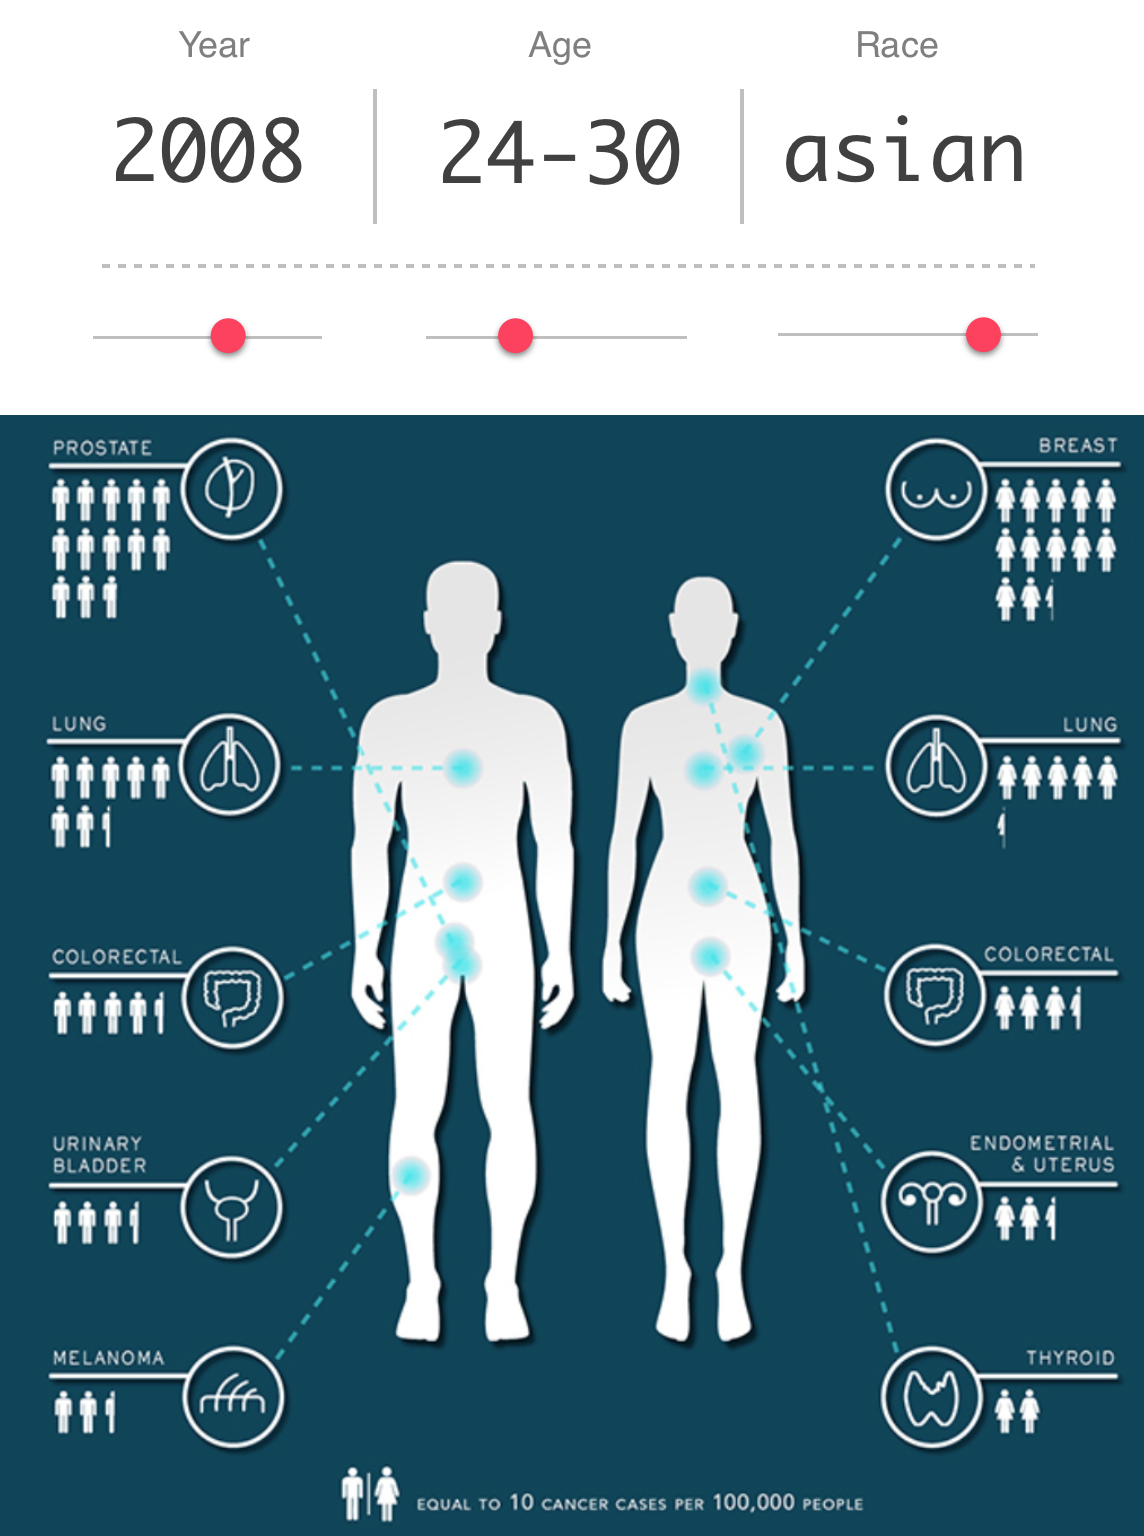 Year
Age
Race
2008
24-30
asian
PROSTATE
BREAST
LUNG
LUNG
COLORECTAL
COLORECTAL
URINARY
BLADDER
ENDOMETRIAL
& UTERUS
MELANOMA
THYROID
EQUAL TO 10 CANCER CASES PER 100,000 PEOPLE